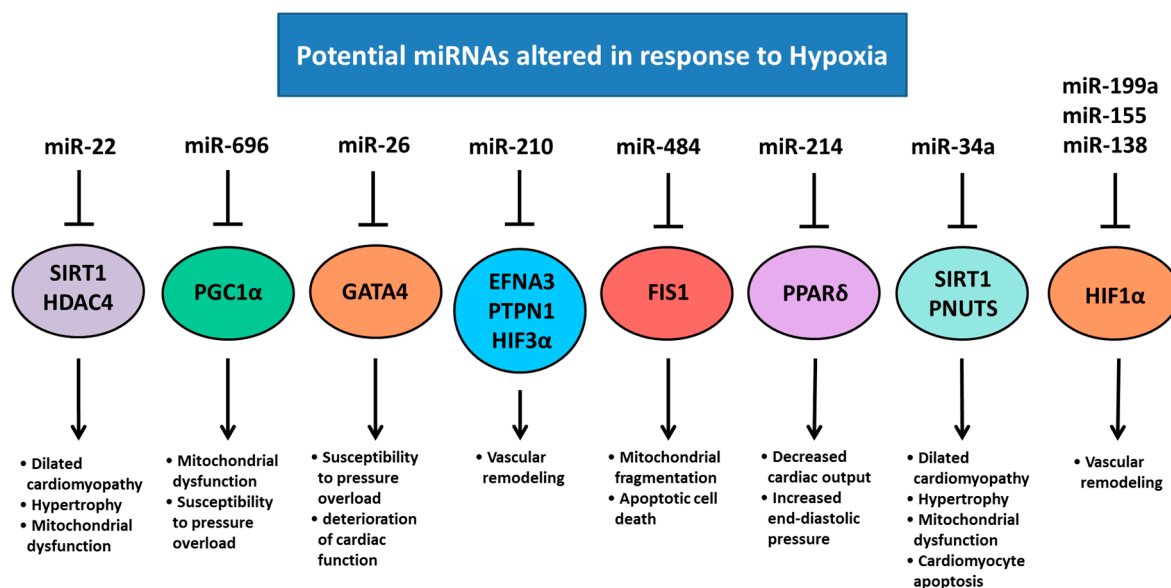 Potential miRNAs altered in response to Hypoxia
miR-22
SIRT1
HDAC4
• Dilated
cardiomyopathy
• Hypertrophy
• Mitochondrial
dysfunction
miR-696
PGC1α
• Mitochondrial
dysfunction
• Susceptibility
to pressure
overload
miR-26
GATA4
• Susceptibility
to pressure
overload
• deterioration
of cardiac
function
miR-210
EFNA3
PTPN1
HIF3α
• Vascular
remodeling
miR-484
FIS1
• Mitochondrial
fragmentation
• Apoptotic cell
death
miR-214
PPARδ
• Decreased
cardiac output
• Increased
end-diastolic
pressure
miR-34a
SIRT1
PNUTS
• Dilated
cardiomyopathy
• Hypertrophy
• Mitochondrial
dysfunction
• Cardiomyocyte
apoptosis
miR-199a
miR-155
miR-138
HIF1α
• Vascular
remodeling